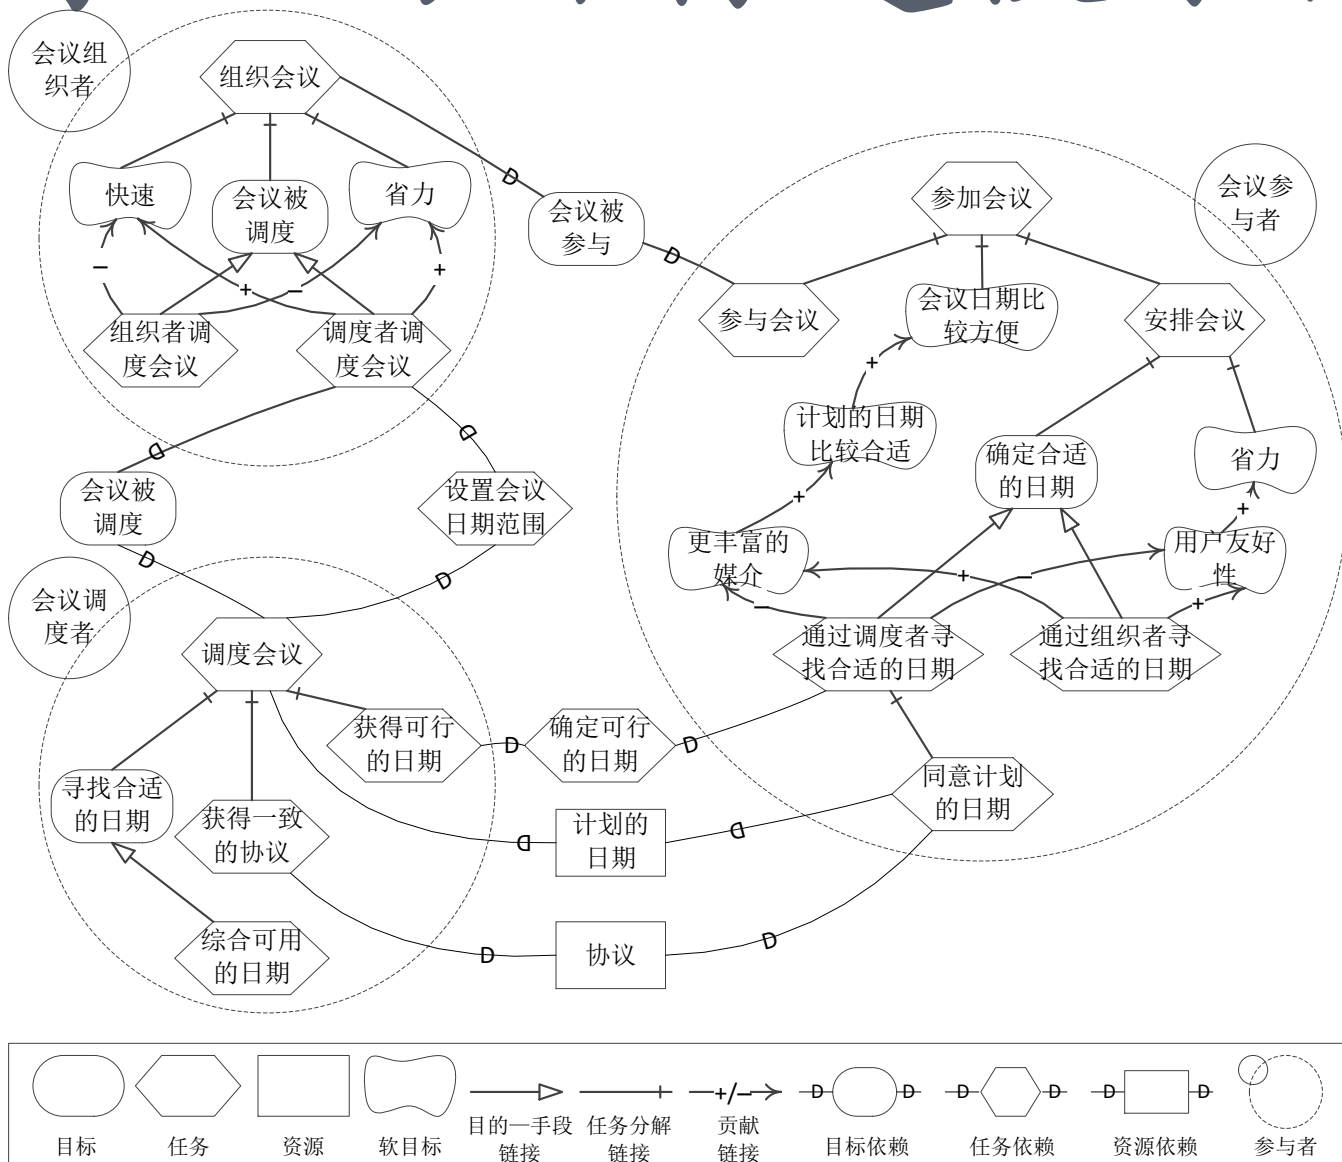 会议组
织者
组织会议
快速
会议被
调度
省力
–
+
–
+
组织者调
度会议
调度者调
度会议
D
会议被
参与
D
会议参
与者
参加会议
参与会议
会议日期比
较方便
安排会议
+
计划的日期
比较合适
确定合适
的日期
省力
+
+
更丰富的
媒介
用户友好
性
+
–
–
+
通过调度者寻
找合适的日期
通过组织者寻
找合适的日期
D
D
会议被
调度
设置会议
日期范围
D
D
会议调
度者
调度会议
获得可行
的日期
D
确定可行
的日期
D
同意计划
的日期
寻找合适
的日期
获得一致
的协议
D
计划的
日期
D
综合可用
的日期
D
协议
D
目标
任务
资源
软目标
目的—手段
链接
任务分解
链接
+/–
贡献
链接
D
D
目标依赖
D
D
任务依赖
D
D
资源依赖
参与者